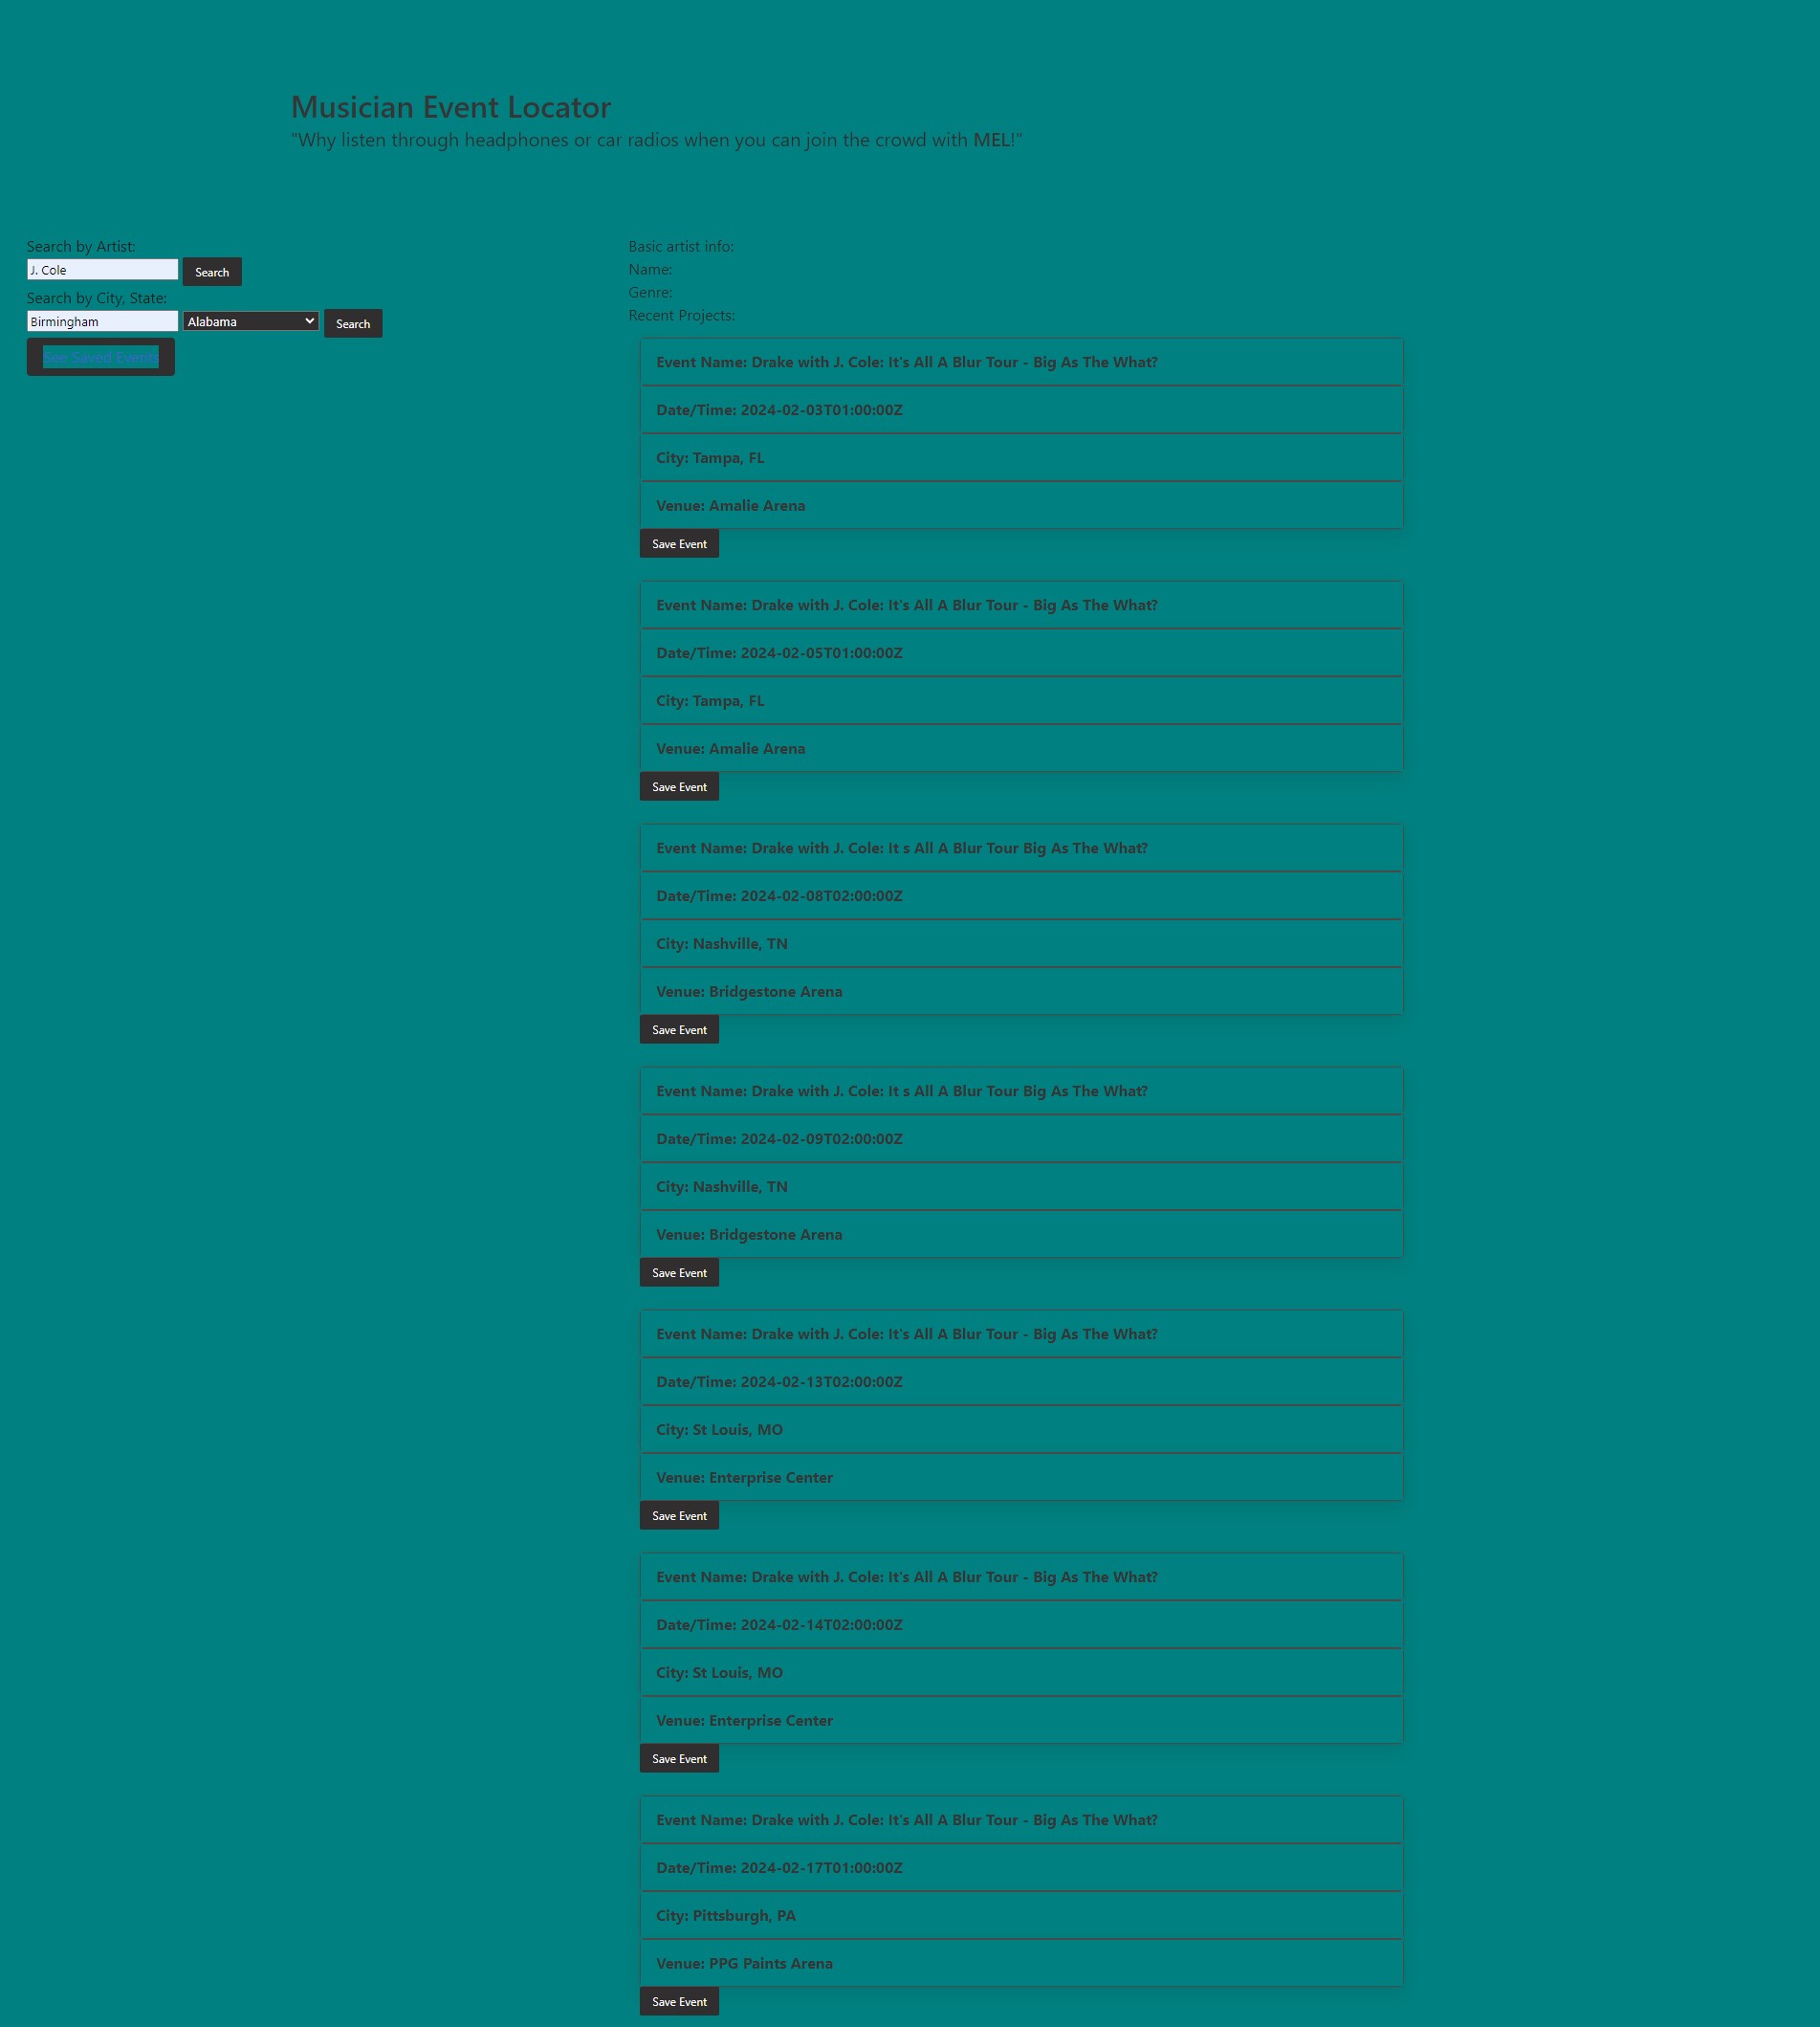 Musician Event Locator
"Why listen through headphones or car radios when you can join the crowd with MEL!"
Search by Artist:
J. Cole Search
Search by City, State:
Birmingham Alabama Search
See Saved Events
Basic artist info:
Name:
Genre:
Recent Projects:
Event Name: Drake with J. Cole: It's All A Blur Tour - Big As The What?
Date/Time: 2024-02-03T01:00:00Z
City: Tampa, FL
Venue: Amalie Arena
Save Event
Event Name: Drake with J. Cole: It's All A Blur Tour - Big As The What?
Date/Time: 2024-02-05T01:00:00Z
City: Tampa, FL
Venue: Amalie Arena
Save Event
Event Name: Drake with J. Cole: It s All A Blur Tour Big As The What?
Date/Time: 2024-02-08T02:00:00Z
City: Nashville, TN
Venue: Bridgestone Arena
Save Event
Event Name: Drake with J. Cole: It s All A Blur Tour Big As The What?
Date/Time: 2024-02-09T02:00:00Z
City: Nashville, TN
Venue: Bridgestone Arena
Save Event
Event Name: Drake with J. Cole: It's All A Blur Tour - Big As The What?
Date/Time: 2024-02-13T02:00:00Z
City: St Louis, MO
Venue: Enterprise Center
Save Event
Event Name: Drake with J. Cole: It's All A Blur Tour - Big As The What?
Date/Time: 2024-02-14T02:00:00Z
City: St Louis, MO
Venue: Enterprise Center
Save Event
Event Name: Drake with J. Cole: It's All A Blur Tour - Big As The What?
Date/Time: 2024-02-17T01:00:00Z
City: Pittsburgh, PA
Venue: PPG Paints Arena
Save Event